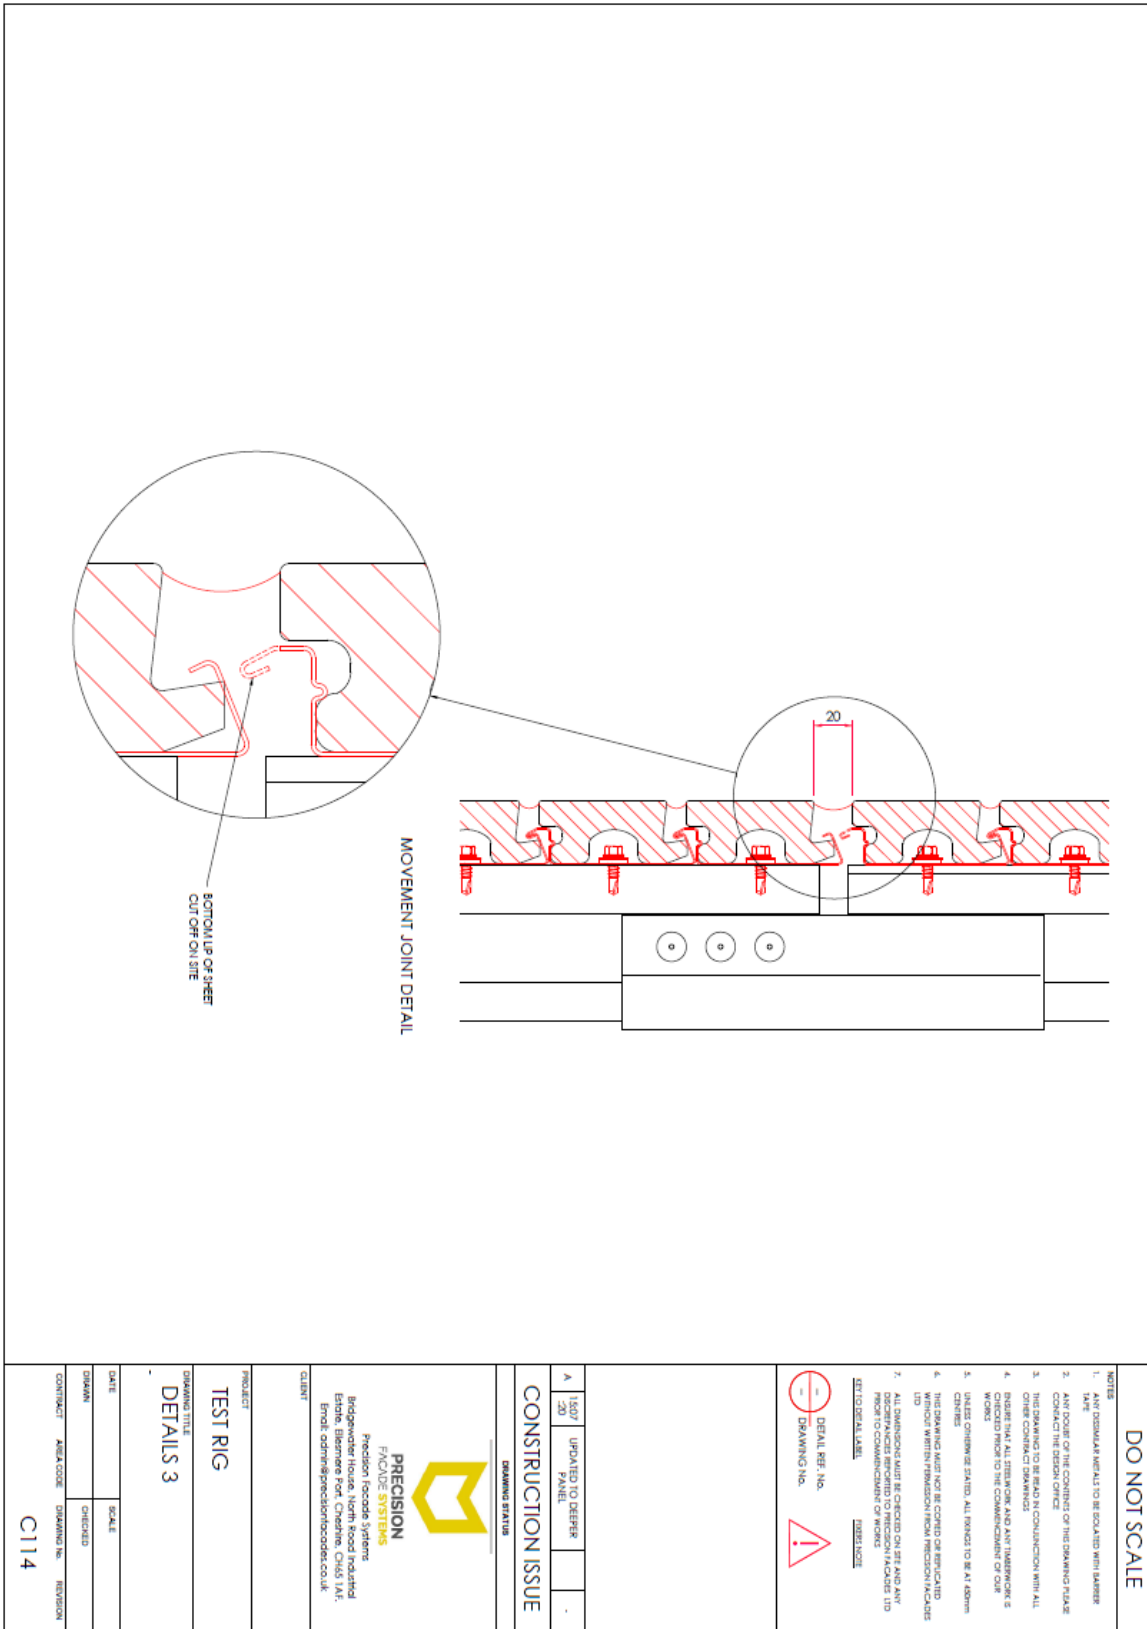 DO NOT SCALE
NOTES
1. ANY DISSIMILAR METALS TO BE ISOLATED WITH BARRIER
TAPE
2. ANY DOUBT OF THE CONTENTS OF THIS DRAWING PLEASE
CONTACT THE DESIGN OFFICE
3. THIS DRAWING TO BE READ IN CONJUNCTION WITH ALL
OTHER CONTRACT DRAWINGS
4. ENSURE THAT ALL STEELWORK AND ANY TIMBERWORK IS
CHECKED PRIOR TO THE COMMENCEMENT OF OUR
WORKS
5. UNLESS OTHERWISE STATED, ALL FIXINGS TO BE AT 450mm
CENTRES
6. THIS DRAWING MUST NOT BE COPIED OR REPLICATED
WITHOUT WRITTEN PERMISSION FROM PRECISION FACADES
LTD
7. ALL DIMENSIONS MUST BE CHECKED ON SITE AND ANY
DISCREPANCIES REPORTED TO PRECISION FACADES LTD
PRIOR TO COMMENCEMENT OF WORKS
KEY TO DETAIL LABEL
FIXERS NOTE
DETAIL REF. No.
DRAWING No.
20
MOVEMENT JOINT DETAIL
BOTTOM LIP OF SHEET
CUT OFF ON SITE
A 15/07 UPDATED TO DEEPER -
-20 PANEL
CONSTRUCTION ISSUE
DRAWING STATUS
PRECISION
FACADE SYSTEMS
Precision Facade Systems
Bridgewater House, North Road Industrial
Estate, Ellesmere Port, Cheshire, CH65 1AF.
Email: admin@precisionfacades.co.uk
CLIENT
PROJECT
TEST RIG
DRAWING TITLE
DETAILS 3
-
DATE SCALE
DRAWN CHECKED
CONTRACT AREA CODE DRAWING No. REVISION
C114